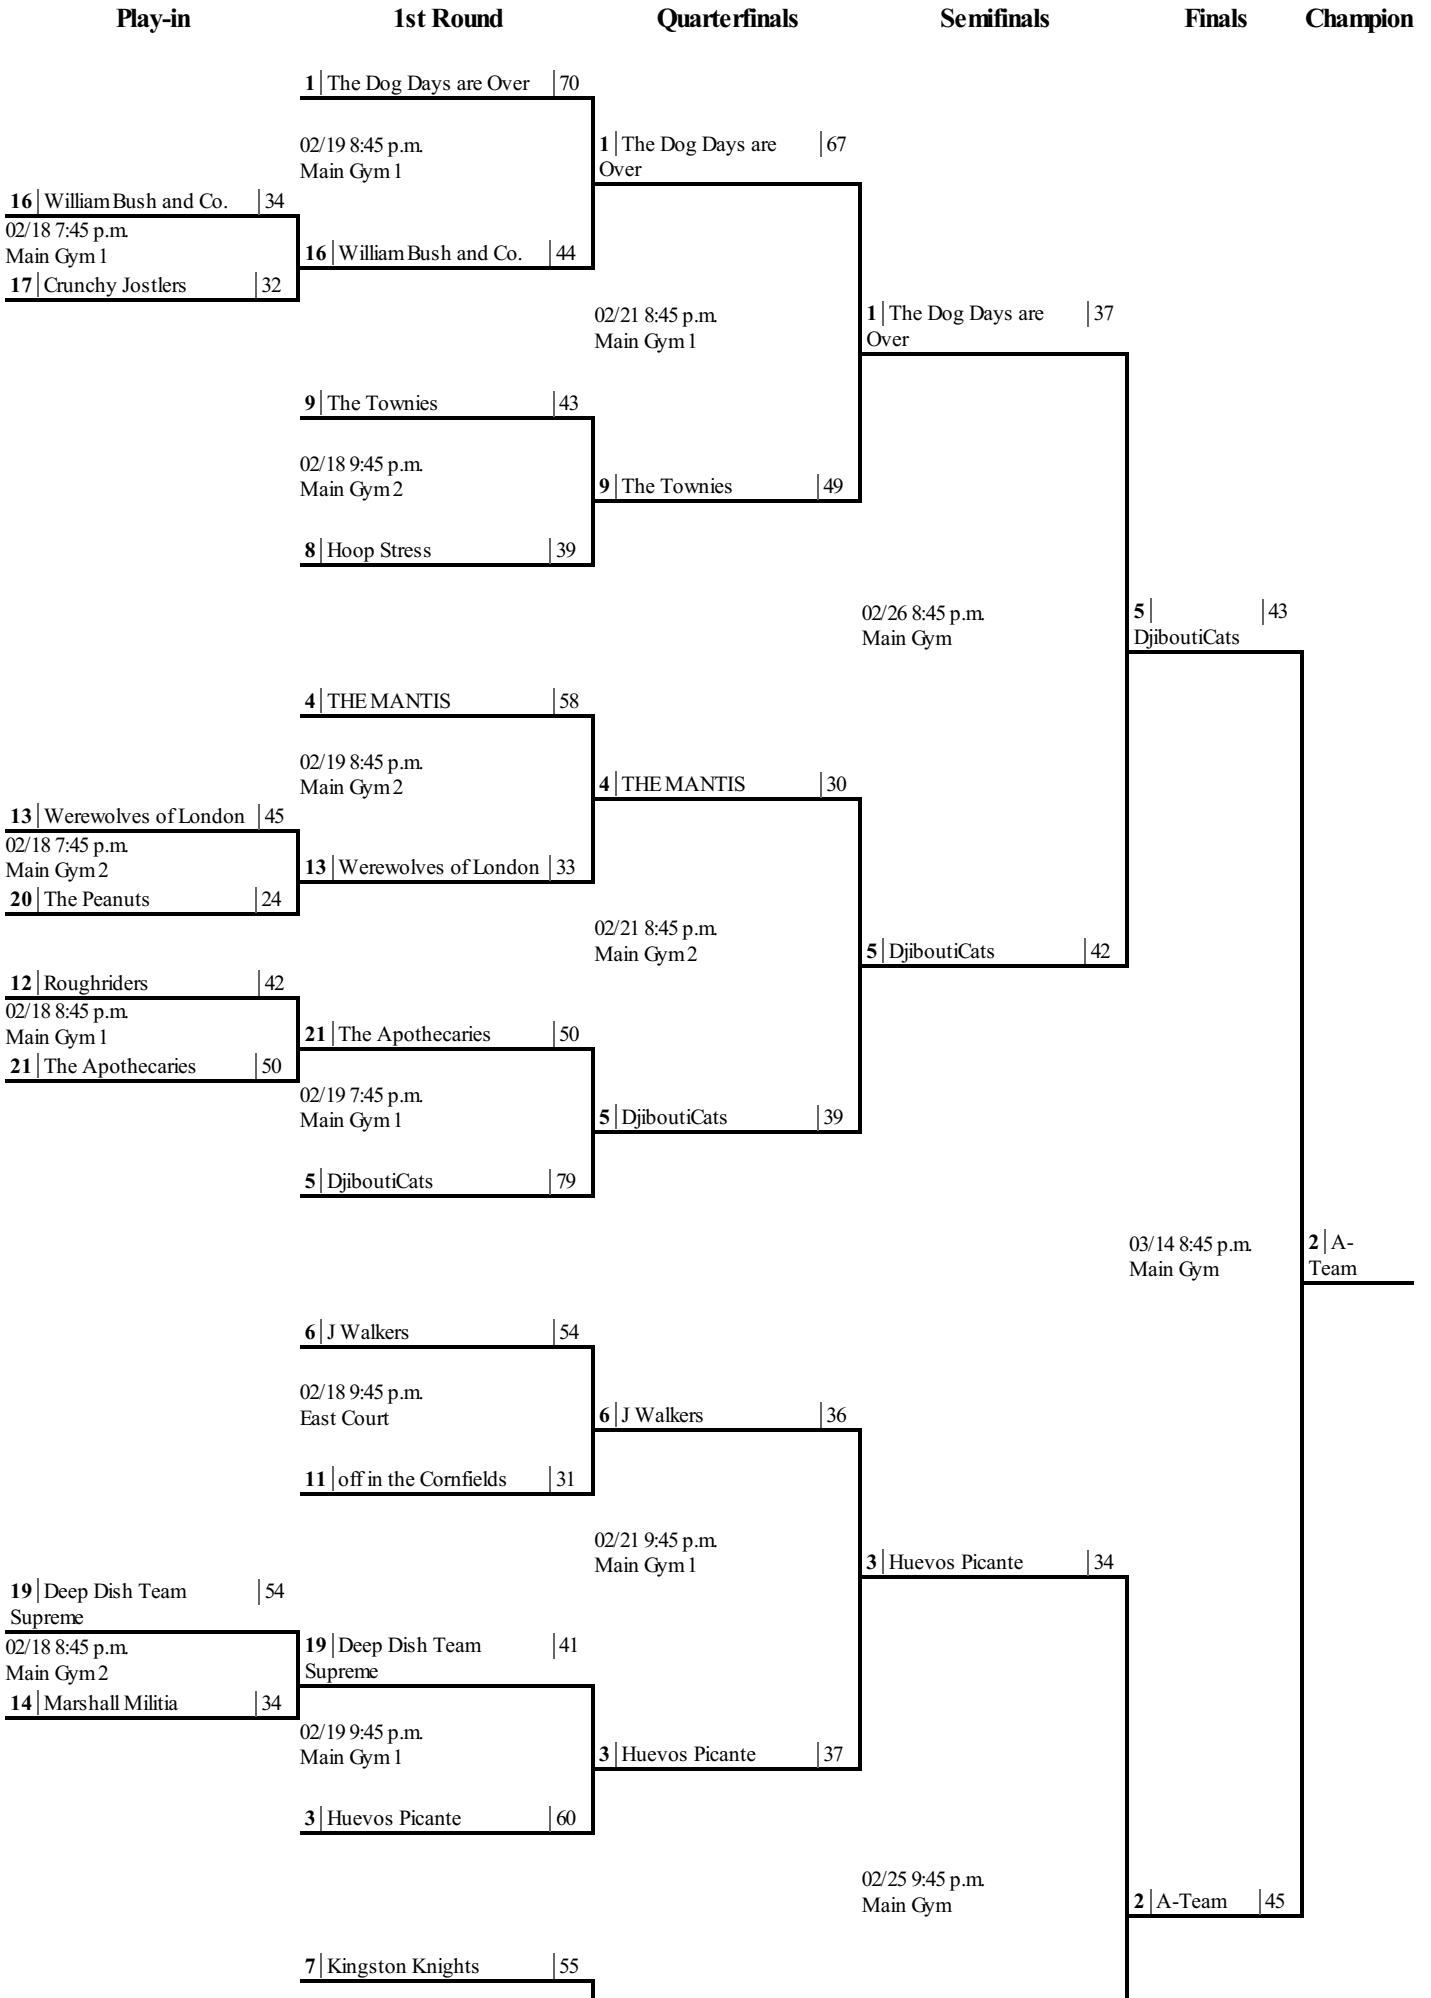 Play-in 1st Round Quarterfinals Semifinals Finals Champion
1 The Dog Days are Over 70
02/19 8:45 p.m.
Main Gym 1
1 The Dog Days are 67
Over
16 William Bush and Co. 34
02/18 7:45 p.m.
Main Gym 1
17 Crunchy Jostlers 32
16 William Bush and Co. 44
02/21 8:45 p.m.
Main Gym 1
1 The Dog Days are 37
Over
9 The Townies 43
02/18 9:45 p.m.
Main Gym 2
9 The Townies 49
8 Hoop Stress 39
02/26 8:45 p.m.
Main Gym
5 43
DjiboutiCats
4 THE MANTIS 58
02/19 8:45 p.m.
Main Gym 2
4 THE MANTIS 30
13 Werewolves of London 45
02/18 7:45 p.m.
Main Gym 2
20 The Peanuts 24
13 Werewolves of London 33
02/21 8:45 p.m.
Main Gym 2
5 DjiboutiCats 42
12 Roughriders 42
02/18 8:45 p.m.
Main Gym 1
21 The Apothecaries 50
21 The Apothecaries 50
02/19 7:45 p.m.
Main Gym 1
5 DjiboutiCats 39
5 DjiboutiCats 79
03/14 8:45 p.m.
Main Gym
2 A-
Team
6 J Walkers 54
02/18 9:45 p.m.
East Court
6 J Walkers 36
11 off in the Cornfields 31
02/21 9:45 p.m.
Main Gym 1
3 Huevos Picante 34
19 Deep Dish Team 54
Supreme
02/18 8:45 p.m.
Main Gym 2
14 Marshall Militia 34
19 Deep Dish Team 41
Supreme
02/19 9:45 p.m.
Main Gym 1
3 Huevos Picante 37
3 Huevos Picante 60
02/25 9:45 p.m.
Main Gym
2 A-Team 45
7 Kingston Knights 55